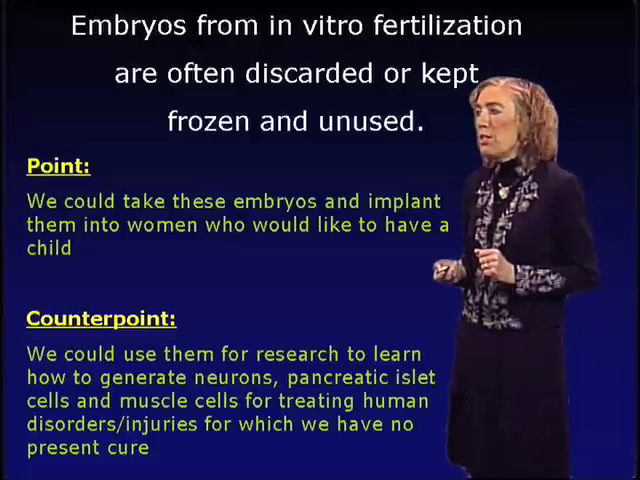 Embryos from in vitro fertilization
are often discarded or kept
frozen and unused.
Point:
We could take these embryos and implant
them into women who would like to have a
child
Counterpoint:
We could use them for research to learn
how to generate neurons, pancreatic islet
cells and muscle cells for treating human
disorders/injuries for which we have no
present cure